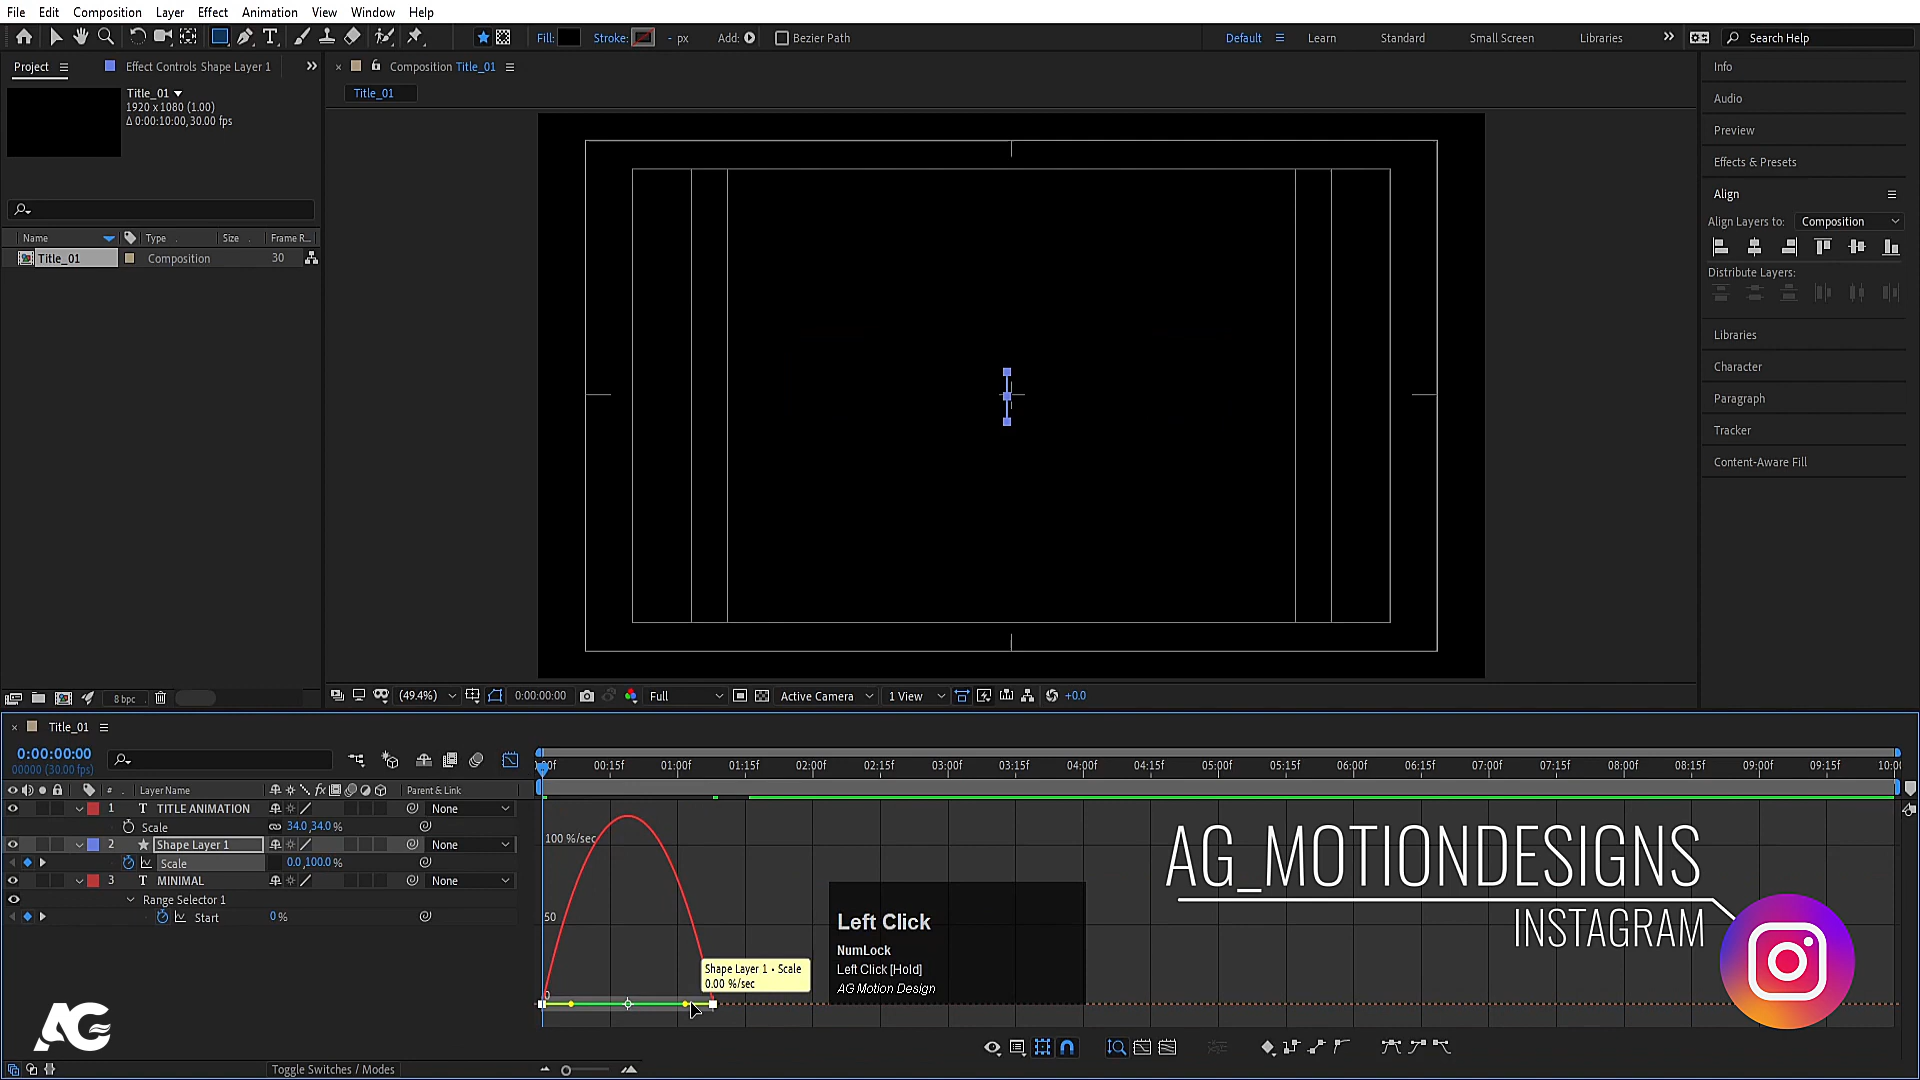 File Edit Composition Layer Effect Animation View Window Help
Fill: Stroke: - px Add: Bezier Path Default Learn Standard Small Screen Libraries Search Help
Project Effect Controls Shape Layer 1
Composition Title_01
Title_01
Title_01
1920 x 1080 (1.00)
Δ 0:00:10:00, 30.00 fps
Name Type Size Frame R...
Title_01 Composition 30
Info
Audio
Preview
Effects & Presets
Align
Align Layers to: Composition
Distribute Layers:
Libraries
Character
Paragraph
Tracker
Content-Aware Fill
8 bpc
(49.4%) 0:00:00:00 Full Active Camera 1 View +0.0
Title_01
0:00:00:00
00000 (30.00 fps)
:00f 00:15f 01:00f 01:15f 02:00f 02:15f 03:00f 03:15f 04:00f 04:15f 05:00f 05:15f 06:00f 06:15f 07:00f 07:15f 08:00f 08:15f 09:00f 09:15f 10:0
# Layer Name fx Parent & Link
1 T TITLE ANIMATION None
Scale 34.0,34.0 %
2 Shape Layer 1 None
Scale 0.0,100.0 %
3 T MINIMAL None
Range Selector 1
Start 0 %
100 %/sec
50
0
Shape Layer 1 • Scale
0.00 %/sec
Left Click
NumLock
Left Click [Hold]
AG Motion Design
AG_MOTIONDESIGNS
INSTAGRAM
AG
Toggle Switches / Modes